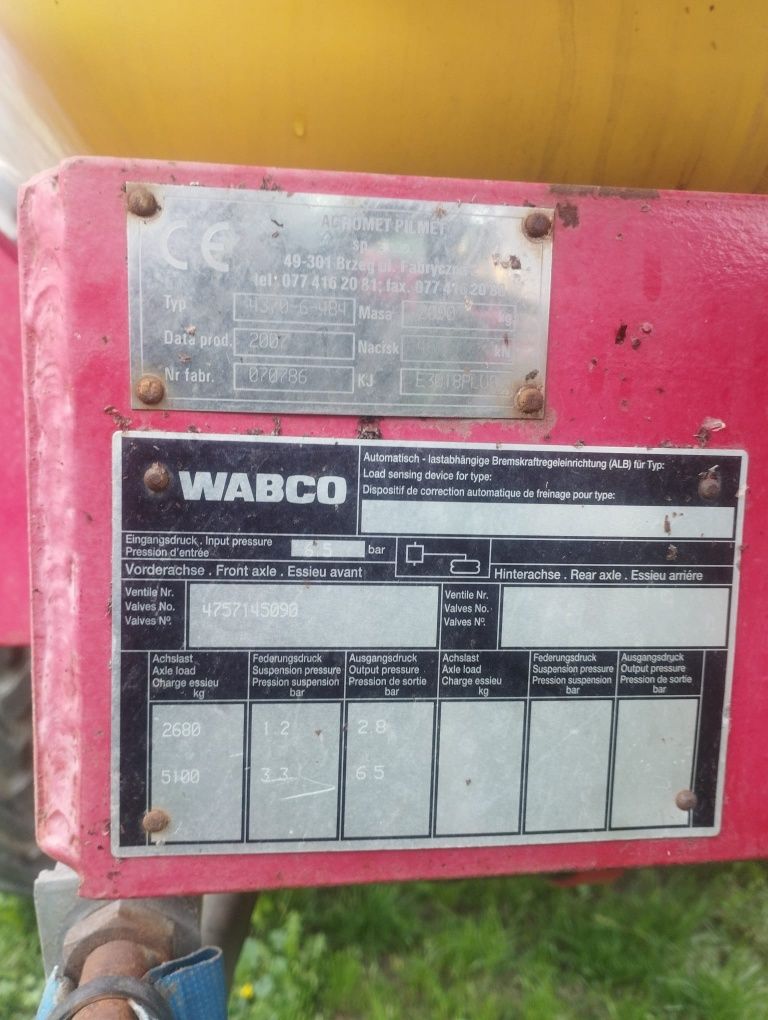 CE
AGROMET PILMET
sp.
49-301 Brzeg ul. Fabryczna
tel: 077 416 20 81; fax. 077 416 20
Typ Masa kg
Data prod. 2007 Nacisk kN
Nr fabr. 070786 KJ
WABCO
Automatisch - lastabhängige Bremskraftregeleinrichtung (ALB) für Typ:
Load sensing device for type:
Dispositif de correction automatique de freinage pour type:
Eingangsdruck . Input pressure
Pression d'entrée 6.5 bar
Vorderachse . Front axle . Essieu avant
Hinterachse . Rear axle . Essieu arriére
Ventile Nr.
Valves No.
Valves Nº.
4757145090
Ventile Nr.
Valves No.
Valves Nº.
Achslast
Axle load
Charge essieu
kg
Federungsdruck
Suspension pressure
Pression suspension
bar
Ausgangsdruck
Output pressure
Pression de sortie
bar
Achslast
Axle load
Charge essieu
kg
Federungsdruck
Suspension pressure
Pression suspension
bar
Ausgangsdruck
Output pressure
Pression de sortie
bar
2680 1.2 2.8
5100 3.3 6.5